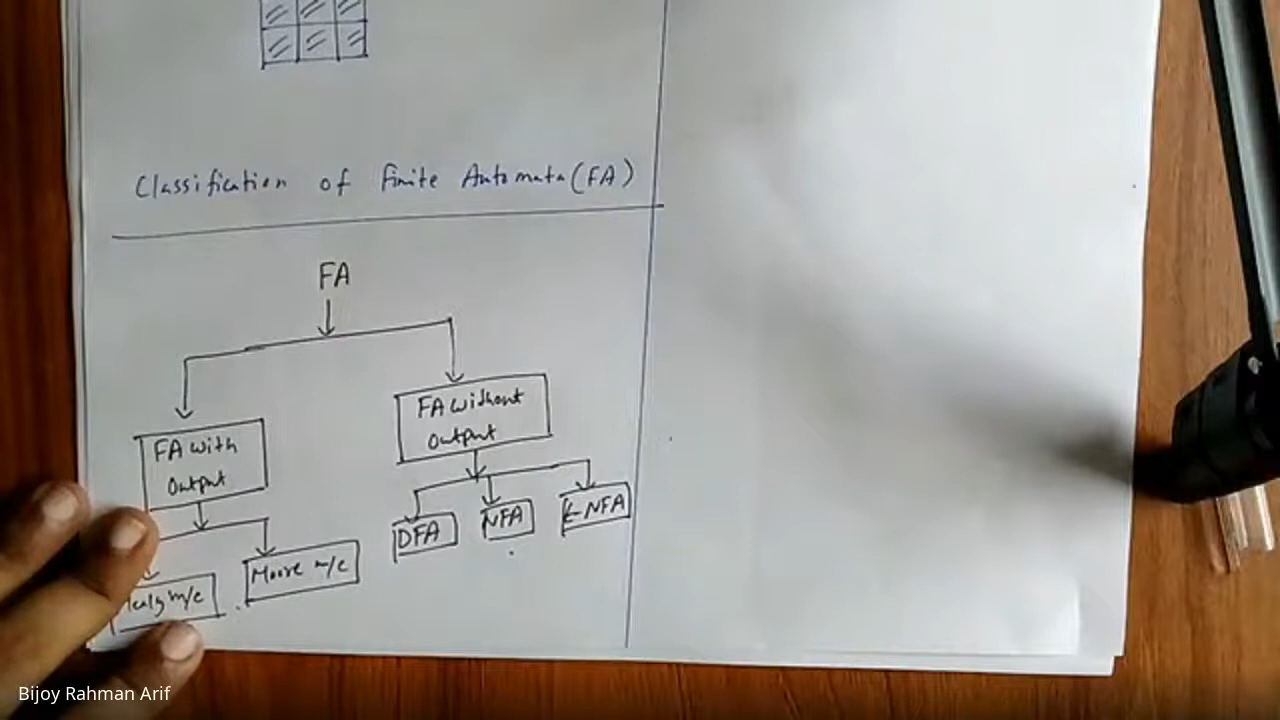 Classification of Finite Automata (FA)
FA
FA with
Output
FA without
Output
Moore m/c
DFA
NFA
ε-NFA
m/c
Bijoy Rahman Arif